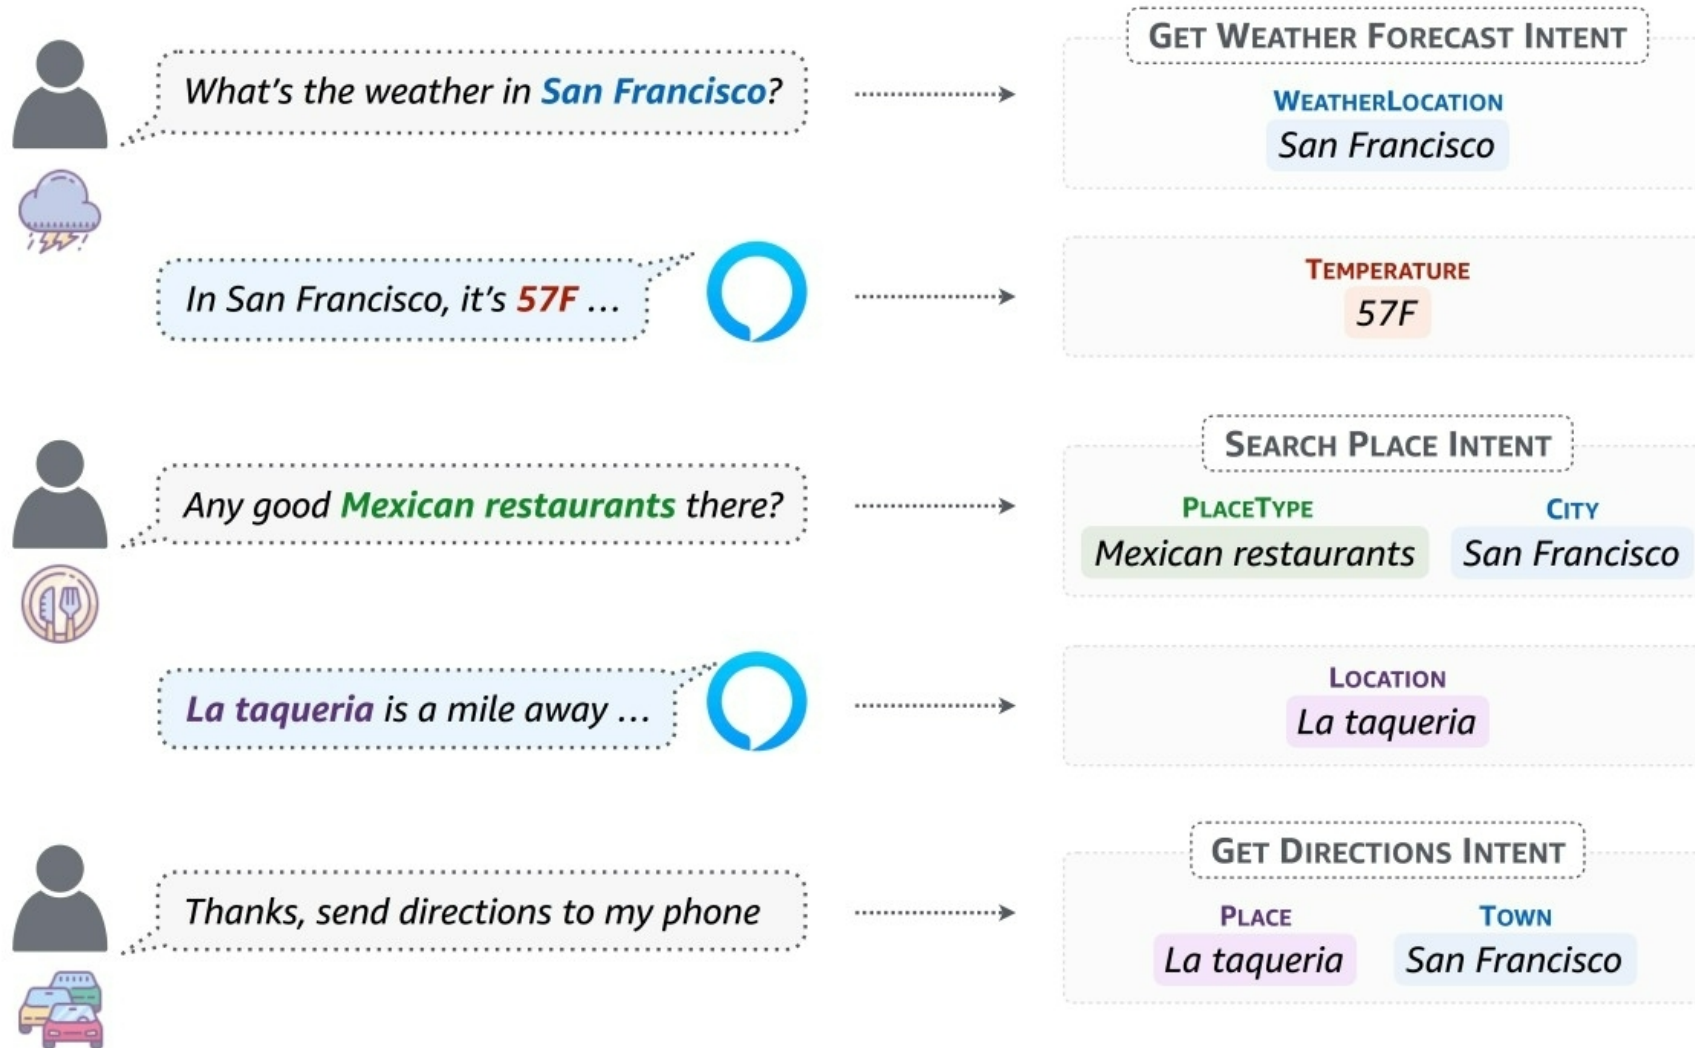 What's the weather in San Francisco?
GET WEATHER FORECAST INTENT
WEATHERLOCATION
San Francisco
In San Francisco, it's 57F ...
TEMPERATURE
57F
Any good Mexican restaurants there?
SEARCH PLACE INTENT
PLACETYPE
Mexican restaurants
CITY
San Francisco
La taqueria is a mile away ...
LOCATION
La taqueria
Thanks, send directions to my phone
GET DIRECTIONS INTENT
PLACE
La taqueria
TOWN
San Francisco